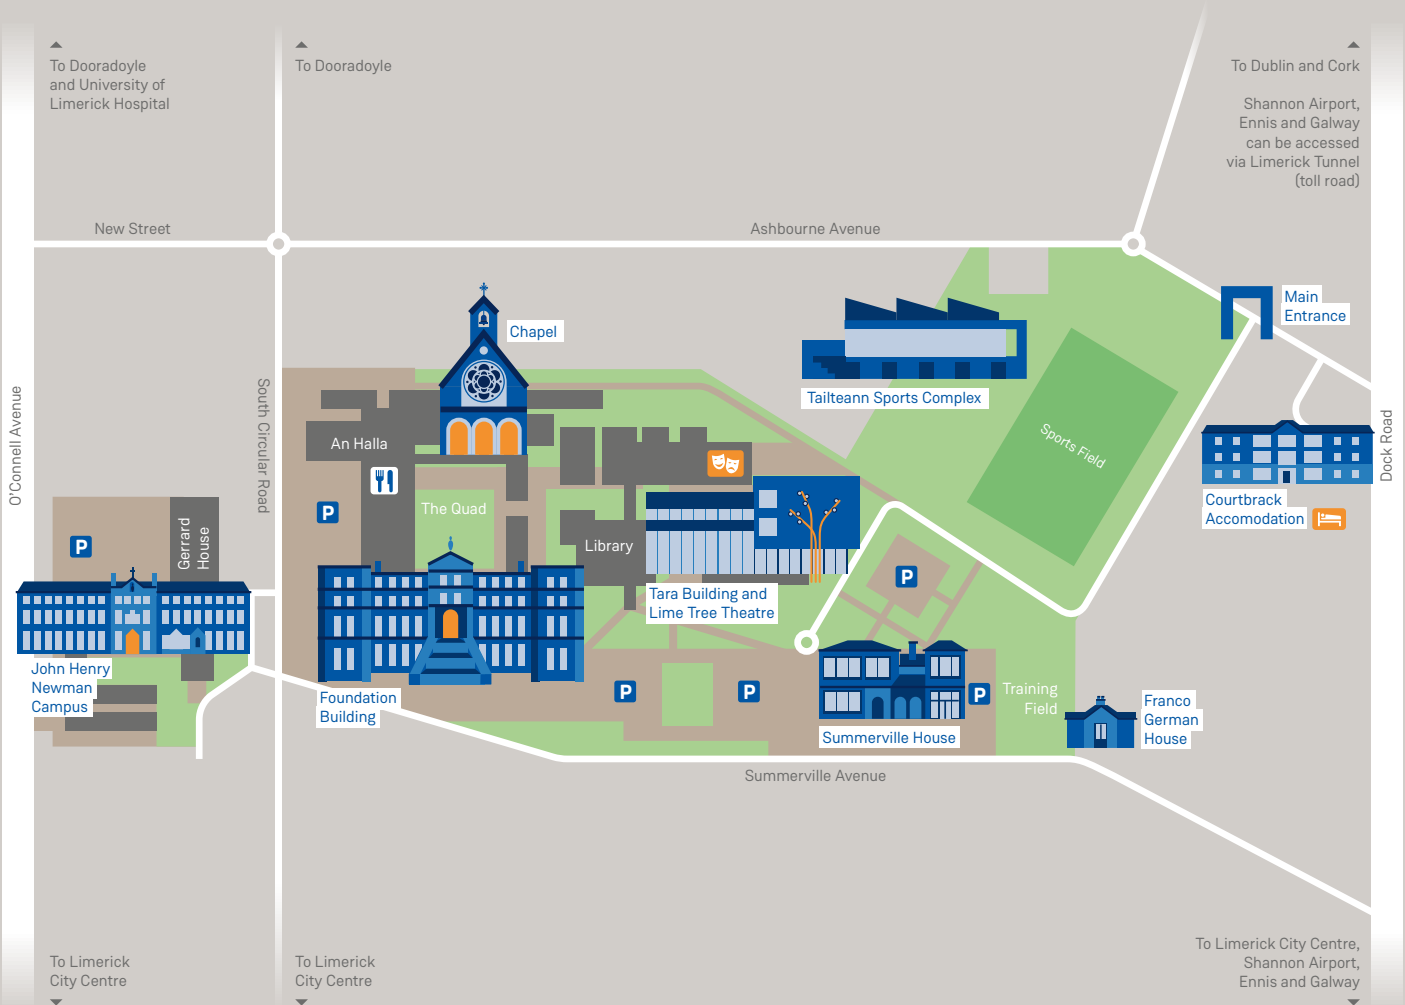 To Dooradoyle
and University of
Limerick Hospital
To Dooradoyle
To Dublin and Cork
Shannon Airport,
Ennis and Galway
can be accessed
via Limerick Tunnel
(toll road)
New Street
Ashbourne Avenue
Main
Entrance
Chapel
Tailteann Sports Complex
O'Connell Avenue
South Circular Road
An Halla
Sports Field
Dock Road
Courtbrack
Accomodation
The Quad
P
P
Gerrard
House
Library
P
Tara Building and
Lime Tree Theatre
John Henry
Newman
Campus
Foundation
Building
P
P
P
Training
Field
Franco
German
House
Summerville House
Summerville Avenue
To Limerick
City Centre
To Limerick
City Centre
To Limerick City Centre,
Shannon Airport,
Ennis and Galway